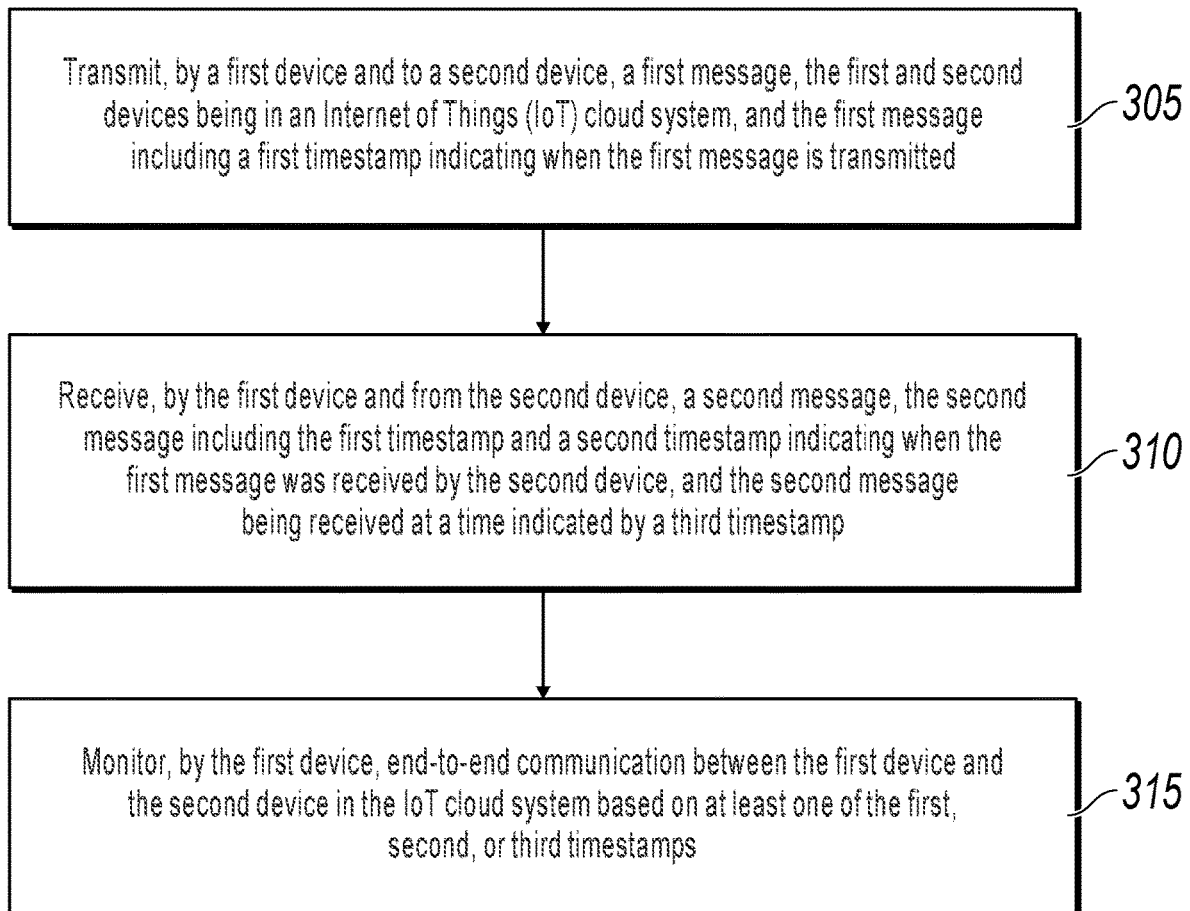 Transmit, by a first device and to a second device, a first message, the first and second
devices being in an Internet of Things (IoT) cloud system, and the first message
including a first timestamp indicating when the first message is transmitted
305
Receive, by the first device and from the second device, a second message, the second
message including the first timestamp and a second timestamp indicating when the
first message was received by the second device, and the second message
being received at a time indicated by a third timestamp
310
Monitor, by the first device, end-to-end communication between the first device and
the second device in the IoT cloud system based on at least one of the first,
second, or third timestamps
315